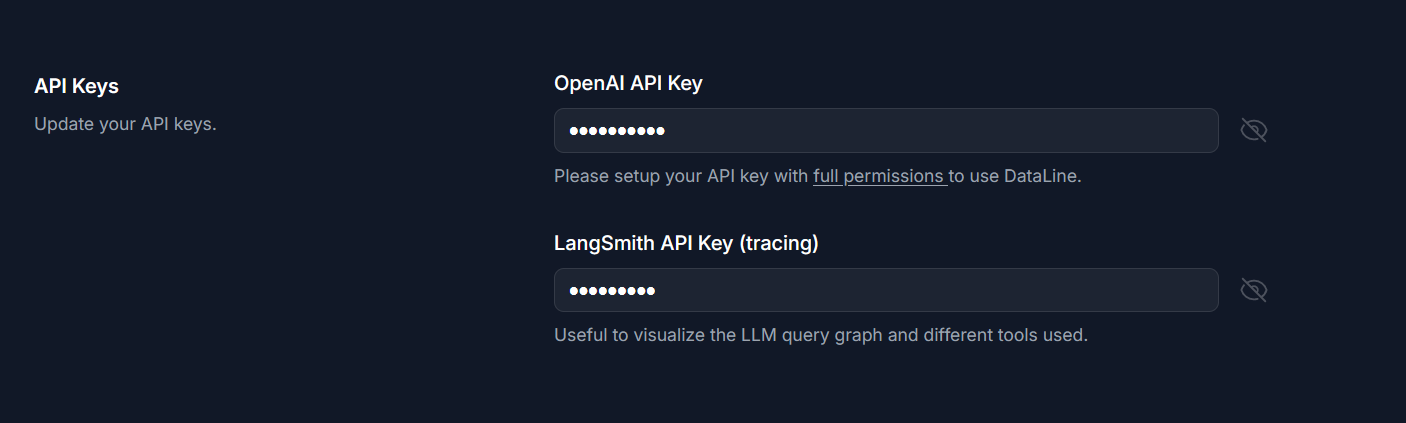 API Keys
Update your API keys.
OpenAI API Key
••••••••••
Please setup your API key with full permissions to use DataLine.
LangSmith API Key (tracing)
•••••••••
Useful to visualize the LLM query graph and different tools used.